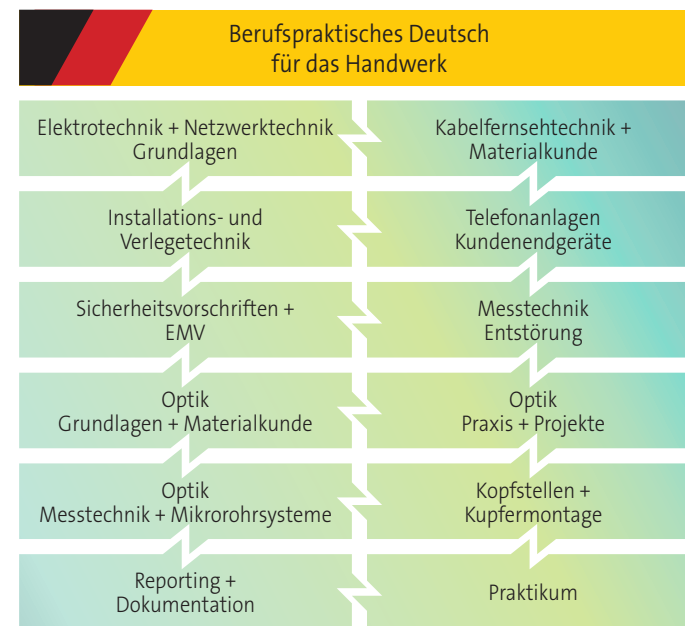 Berufspraktisches Deutsch
für das Handwerk
Elektrotechnik + Netzwerktechnik
Grundlagen
Kabelfernsehtechnik +
Materialkunde
Installations- und
Verlegetechnik
Telefonanlagen
Kundenendgeräte
Sicherheitsvorschriften +
EMV
Messtechnik
Entstörung
Optik
Grundlagen + Materialkunde
Optik
Praxis + Projekte
Optik
Messtechnik + Mikrorohrsysteme
Kopfstellen +
Kupfermontage
Reporting +
Dokumentation
Praktikum